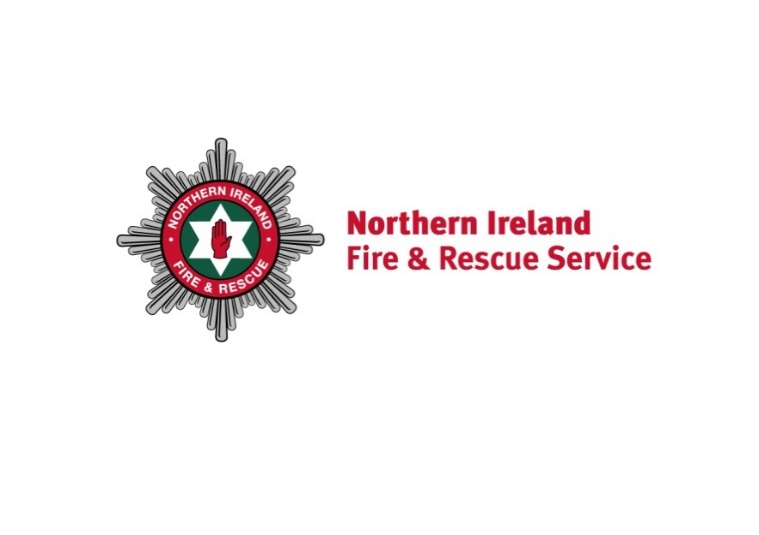 NORTHERN IRELAND
FIRE & RESCUE
Northern Ireland
Fire & Rescue Service